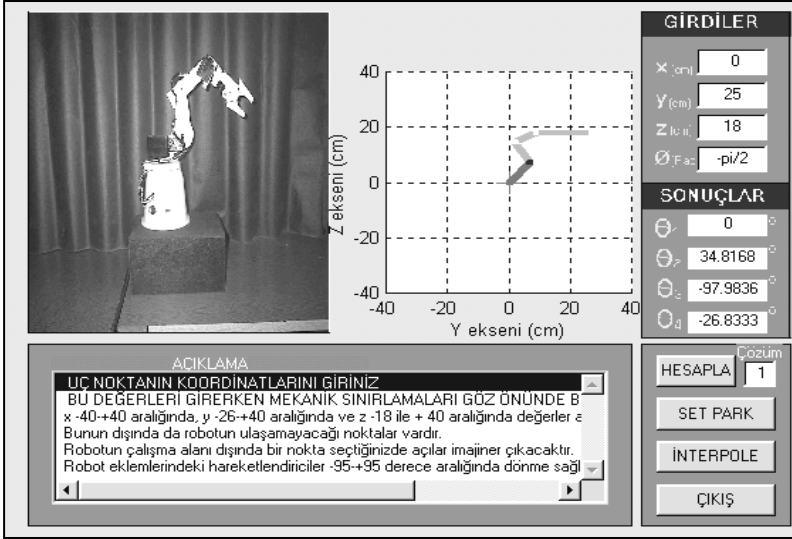 GİRDİLER
x (cm) 0
y (cm) 25
z (cm) 18
Ø -pi/2
SONUÇLAR
Θ1 0 °
Θ2 34.8168 °
Θ3 -97.9836 °
Θ4 -26.8333 °
40
20
0
-20
-40
-40 -20 0 20 40
Z ekseni (cm)
Y ekseni (cm)
AÇIKLAMA
UÇ NOKTANIN KOORDİNATLARINI GİRİNİZ
BU DEĞERLERİ GİRERKEN MEKANİK SINIRLAMALARI GÖZ ÖNÜNDE B
x -40-+40 aralığında, y -26-+40 aralığında ve z -18 ile + 40 aralığında değerler a
Bunun dışında da robotun ulaşamayacağı noktalar vardır.
Robotun çalışma alanı dışında bir nokta seçtiğinizde açılar imajiner çıkacaktır.
Robot eklemlerindeki hareketlendiriciler -95-+95 derece aralığında dönme sağl
Çözüm
HESAPLA 1
SET PARK
İNTERPOLE
ÇIKIŞ